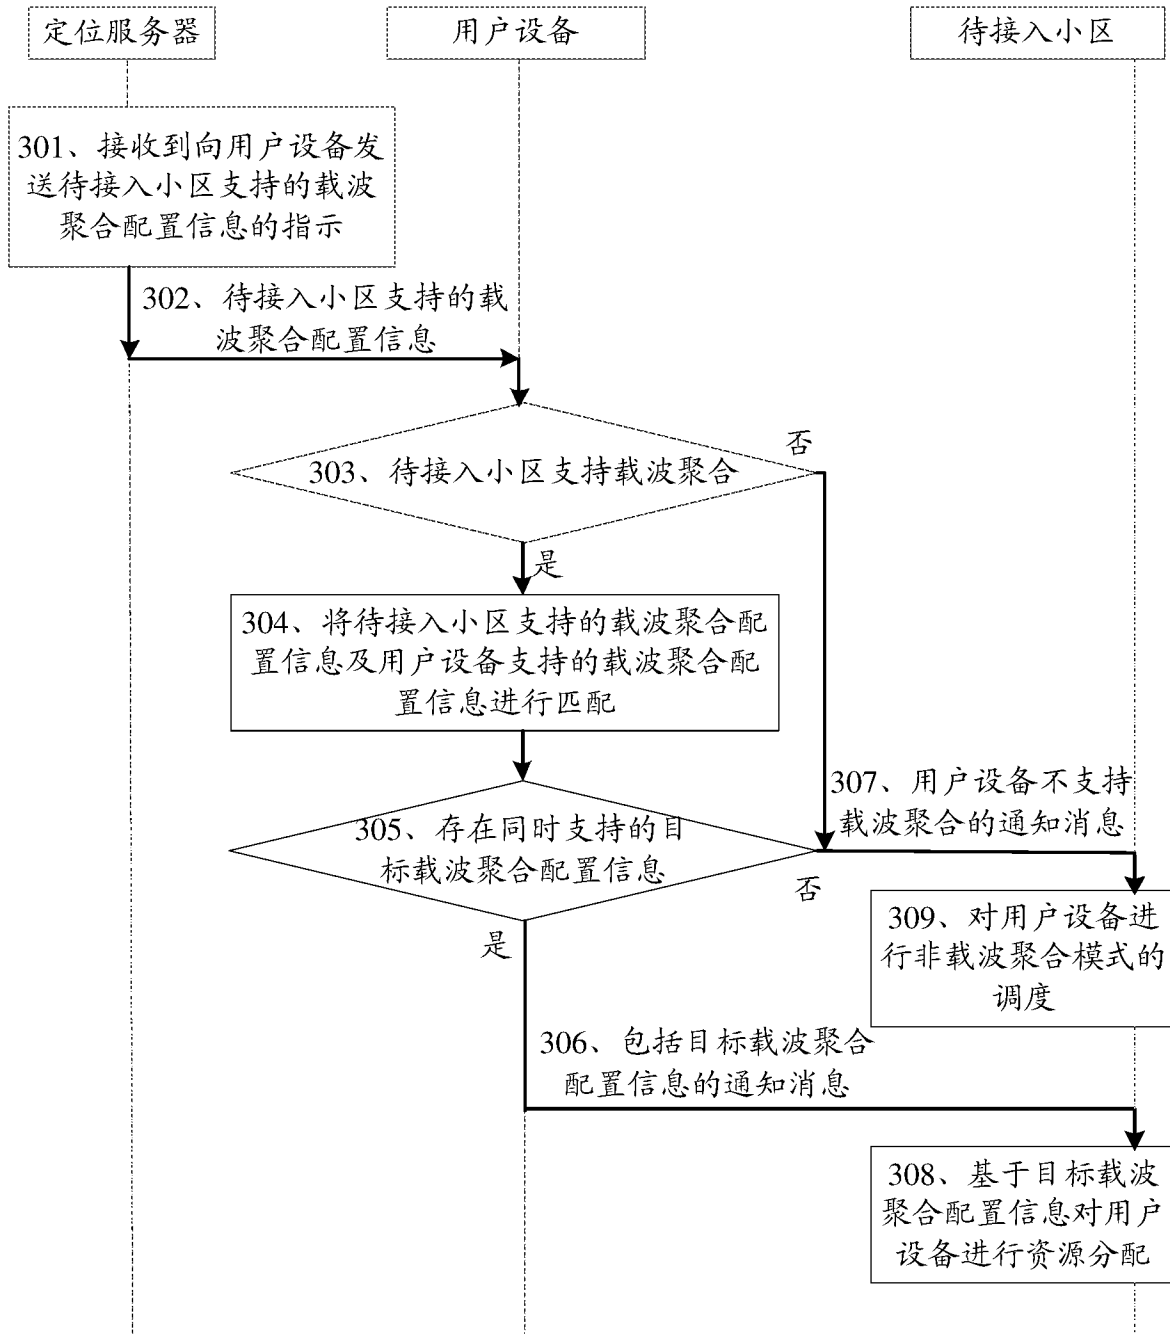 定位服务器
用户设备
待接入小区
301、接收到向用户设备发
送待接入小区支持的载波
聚合配置信息的指示
302、待接入小区支持的载
波聚合配置信息
303、待接入小区支持载波聚合
否
是
304、将待接入小区支持的载波聚合配
置信息及用户设备支持的载波聚合配
置信息进行匹配
305、存在同时支持的目
标载波聚合配置信息
否
是
307、用户设备不支持
载波聚合的通知消息
309、对用户设备进
行非载波聚合模式的
调度
306、包括目标载波聚合
配置信息的通知消息
308、基于目标载波
聚合配置信息对用户
设备进行资源分配